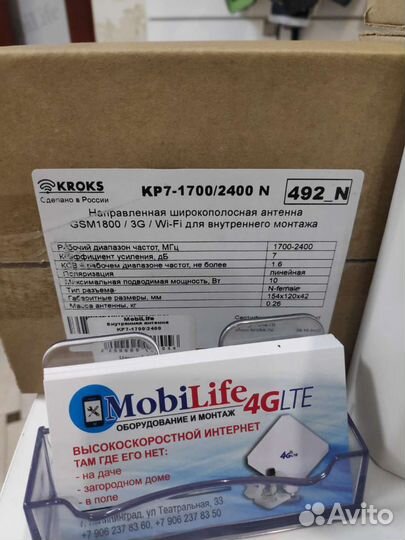 KROKS
Сделано в России
KP7-1700/2400 N
492_N
Направленная широкополосная антенна
GSM1800 / 3G / Wi-Fi для внутреннего монтажа
Рабочий диапазон частот, МГц 1700-2400
Коэффициент усиления, дБ 7
КСВ в рабочем диапазоне частот, не более 1.6
Поляризация линейная
Максимальная подводимая мощность, Вт 10
Тип разъема N-female
Габаритные размеры, мм 154x120x42
Масса антенны, кг 0.26
MobiLife
Внутренняя антенна
KP7-1700/2400
MobiLife 4GLTE
ОБОРУДОВАНИЕ И МОНТАЖ
ВЫСОКОСКОРОСТНОЙ ИНТЕРНЕТ
ТАМ ГДЕ ЕГО НЕТ:
- на даче
- загородном доме
- в поле
4G LTE
г. Калининград, ул Театральная, 33
+7 906 237 83 60. +7 906 237 83 50
Avito